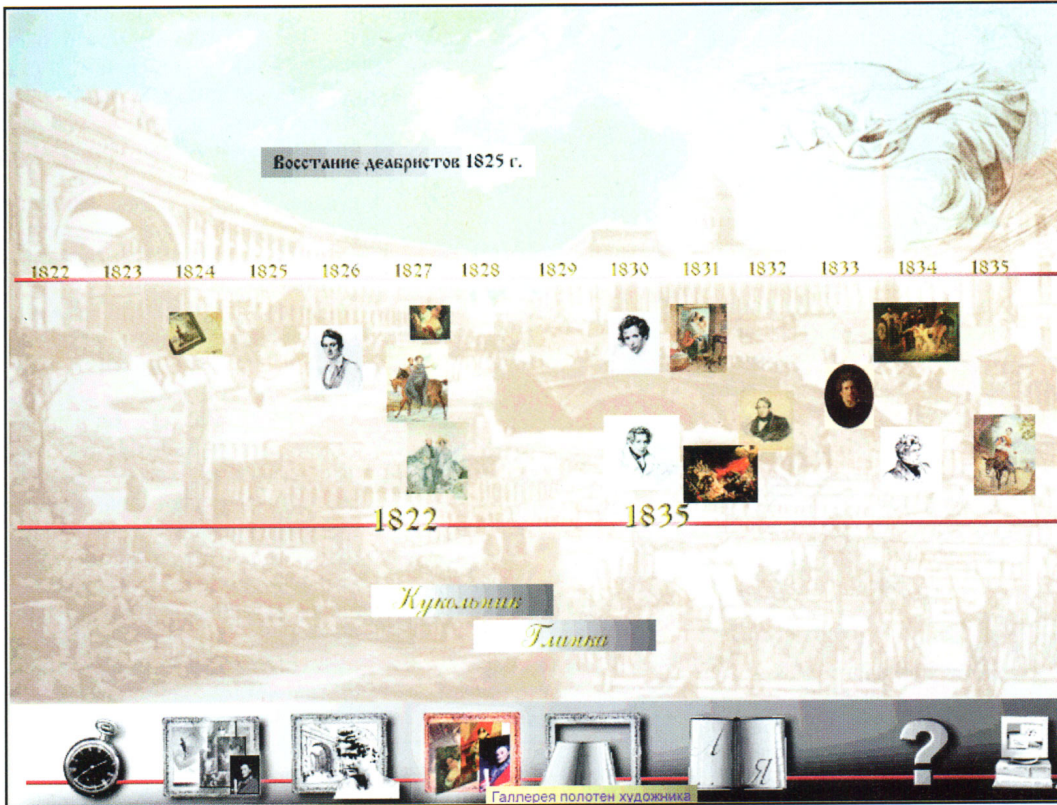 Восстание деабристов 1825 г.
1822 1823 1824 1825 1826 1827 1828 1829 1830 1831 1832 1833 1834 1835
1822 1835
Кукольник
Глинка
А Я
?
Галлерея полотен художника